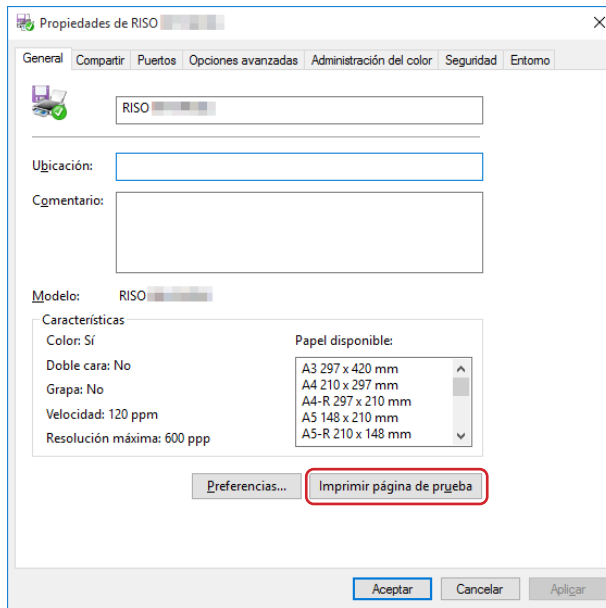 Propiedades de RISO
General Compartir Puertos Opciones avanzadas Administración del color Seguridad Entorno
RISO
Ubicación:
Comentario:
Modelo: RISO
Características
Color: Sí
Doble cara: No
Grapa: No
Velocidad: 120 ppm
Resolución máxima: 600 ppp
Papel disponible:
A3 297 x 420 mm
A4 210 x 297 mm
A4-R 297 x 210 mm
A5 148 x 210 mm
A5-R 210 x 148 mm
Preferencias... Imprimir página de prueba
Aceptar Cancelar Aplicar